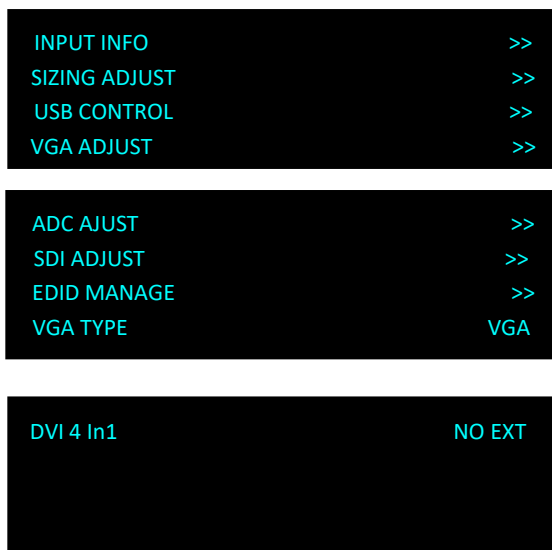 INPUT INFO >>
SIZING ADJUST >>
USB CONTROL >>
VGA ADJUST >>
ADC AJUST >>
SDI ADJUST >>
EDID MANAGE >>
VGA TYPE VGA
DVI 4 In1 NO EXT